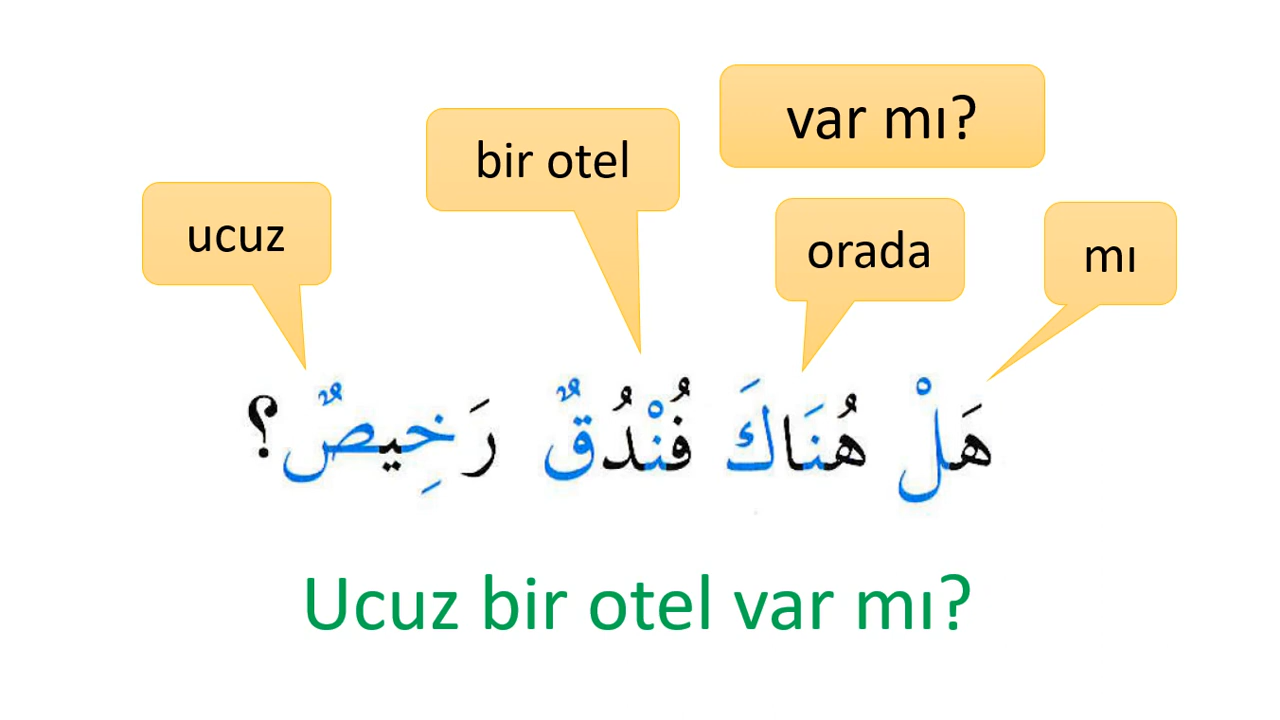 var mı?
bir otel
ucuz
orada
mı
هَلْ هُنَاكَ فُنْدُقٌ رَخِيصٌ ؟
Ucuz bir otel var mı?